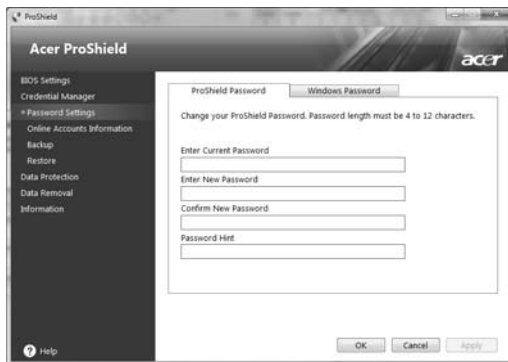 ProShield
Acer ProShield
acer
BIOS Settings
Credential Manager
Password Settings
Online Accounts Information
Backup
Restore
Data Protection
Data Removal
Information
Help
ProShield Password
Windows Password
Change your ProShield Password. Password length must be 4 to 12 characters.
Enter Current Password
Enter New Password
Confirm New Password
Password Hint
OK
Cancel
Apply